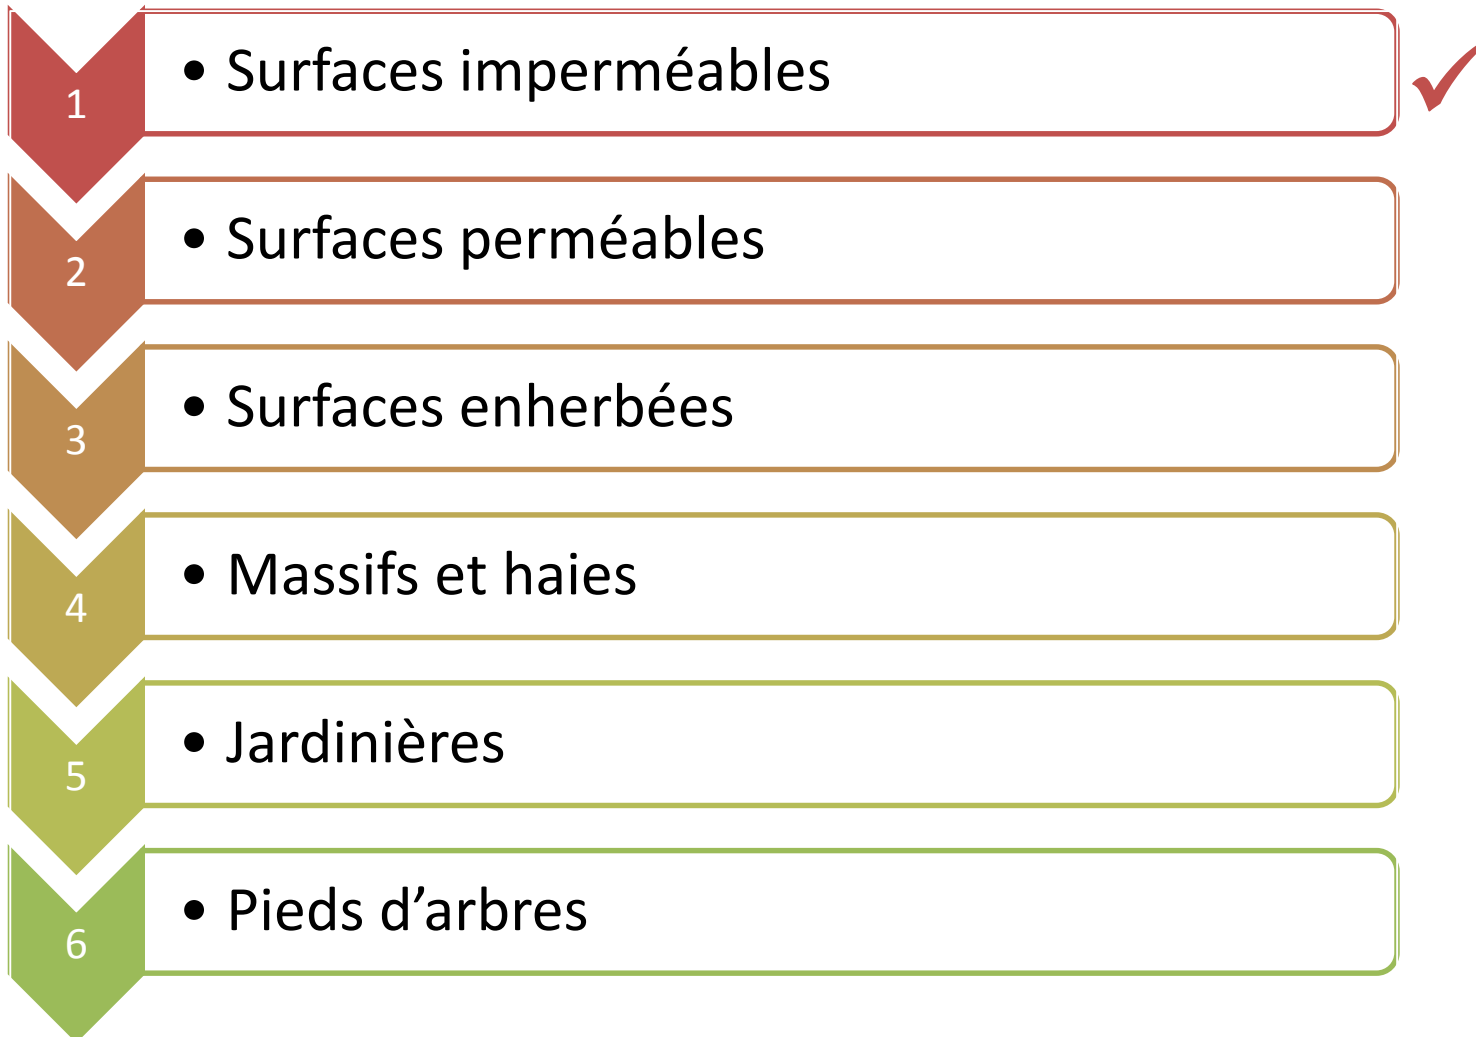 1
• Surfaces imperméables
2
• Surfaces perméables
3
• Surfaces enherbées
4
• Massifs et haies
5
• Jardinières
6
• Pieds d’arbres